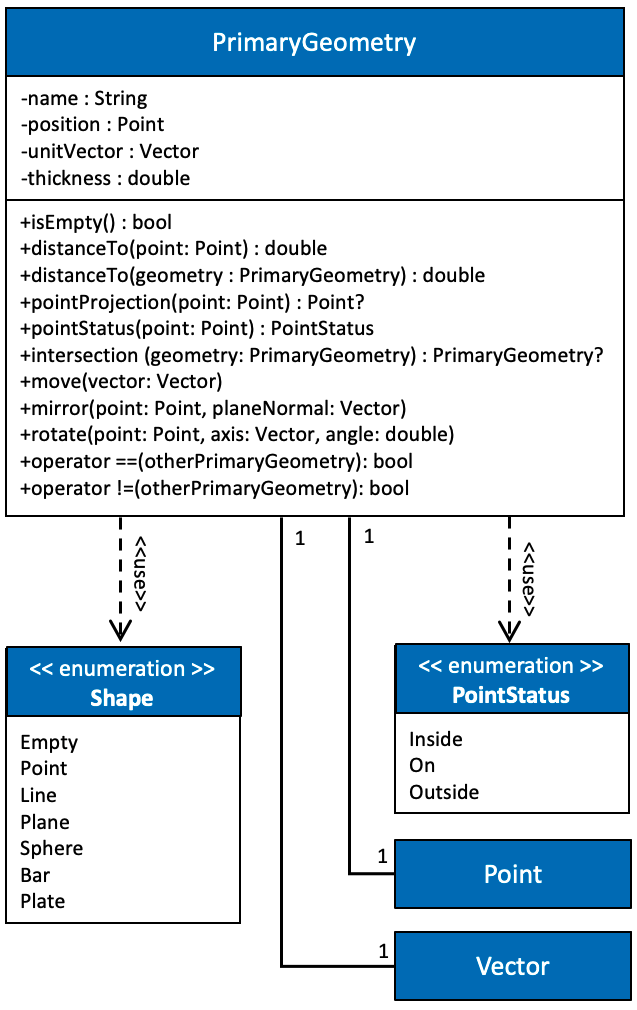 PrimaryGeometry
-name : String
-position : Point
-unitVector : Vector
-thickness : double
+isEmpty() : bool
+distanceTo(point: Point) : double
+distanceTo(geometry : PrimaryGeometry) : double
+pointProjection(point: Point) : Point?
+pointStatus(point: Point) : PointStatus
+intersection (geometry: PrimaryGeometry) : PrimaryGeometry?
+move(vector: Vector)
+mirror(point: Point, planeNormal: Vector)
+rotate(point: Point, axis: Vector, angle: double)
+operator ==(otherPrimaryGeometry): bool
+operator !=(otherPrimaryGeometry): bool
<<use>>
1
1
<<use>>
<< enumeration >>
Shape
Empty
Point
Line
Plane
Sphere
Bar
Plate
<< enumeration >>
PointStatus
Inside
On
Outside
1
Point
1
Vector